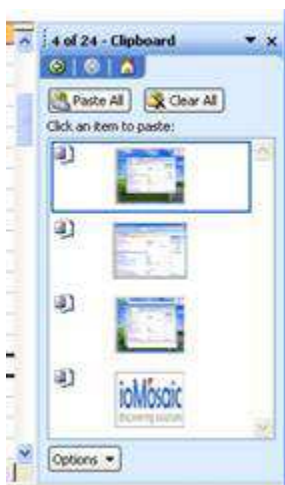 4 of 24 - Clipboard
Paste All Clear All
Click an item to paste:
ioMosaic
Options